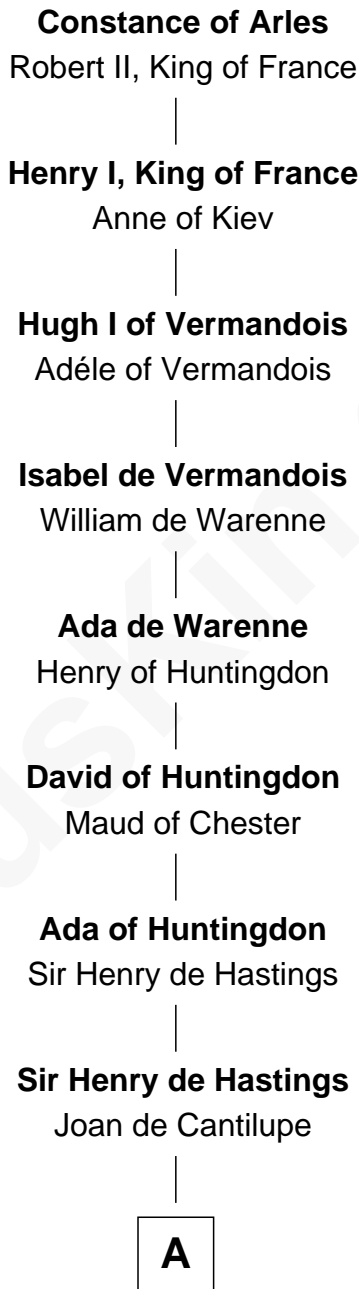 Constance of Arles
Robert II, King of France
Henry I, King of France
Anne of Kiev
Hugh I of Vermandois
Adéle of Vermandois
Isabel de Vermandois
William de Warenne
Ada de Warenne
Henry of Huntingdon
David of Huntingdon
Maud of Chester
Ada of Huntingdon
Sir Henry de Hastings
Sir Henry de Hastings
Joan de Cantilupe
A